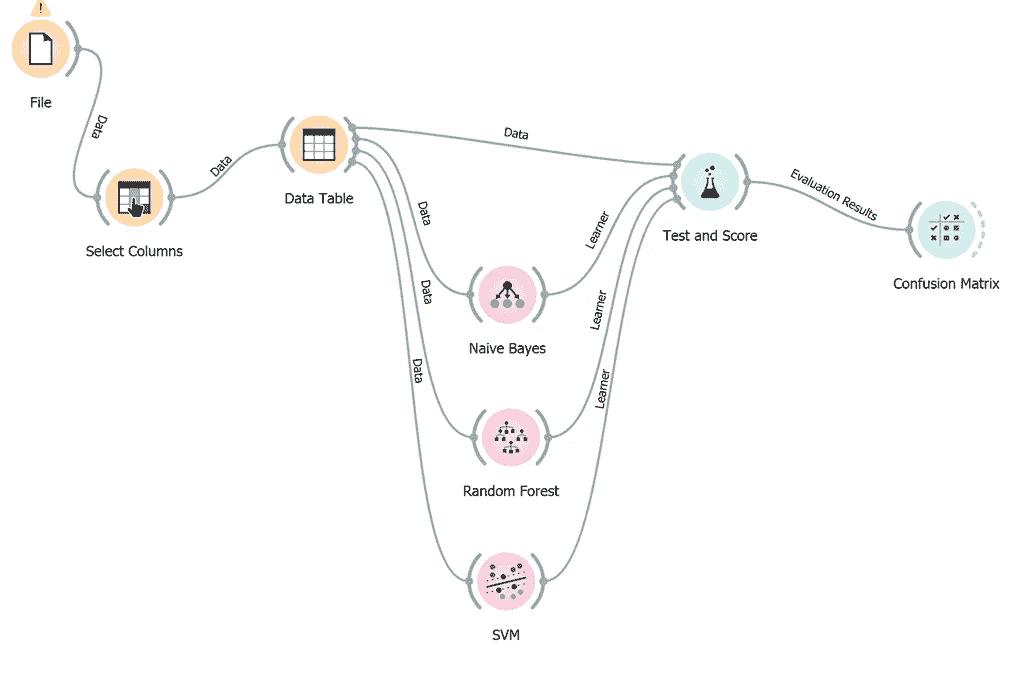 !
File
Data
Select Columns
Data
Data Table
Data
Data
Data
Data
Naive Bayes
Random Forest
SVM
Learner
Learner
Learner
Test and Score
Evaluation Results
Confusion Matrix